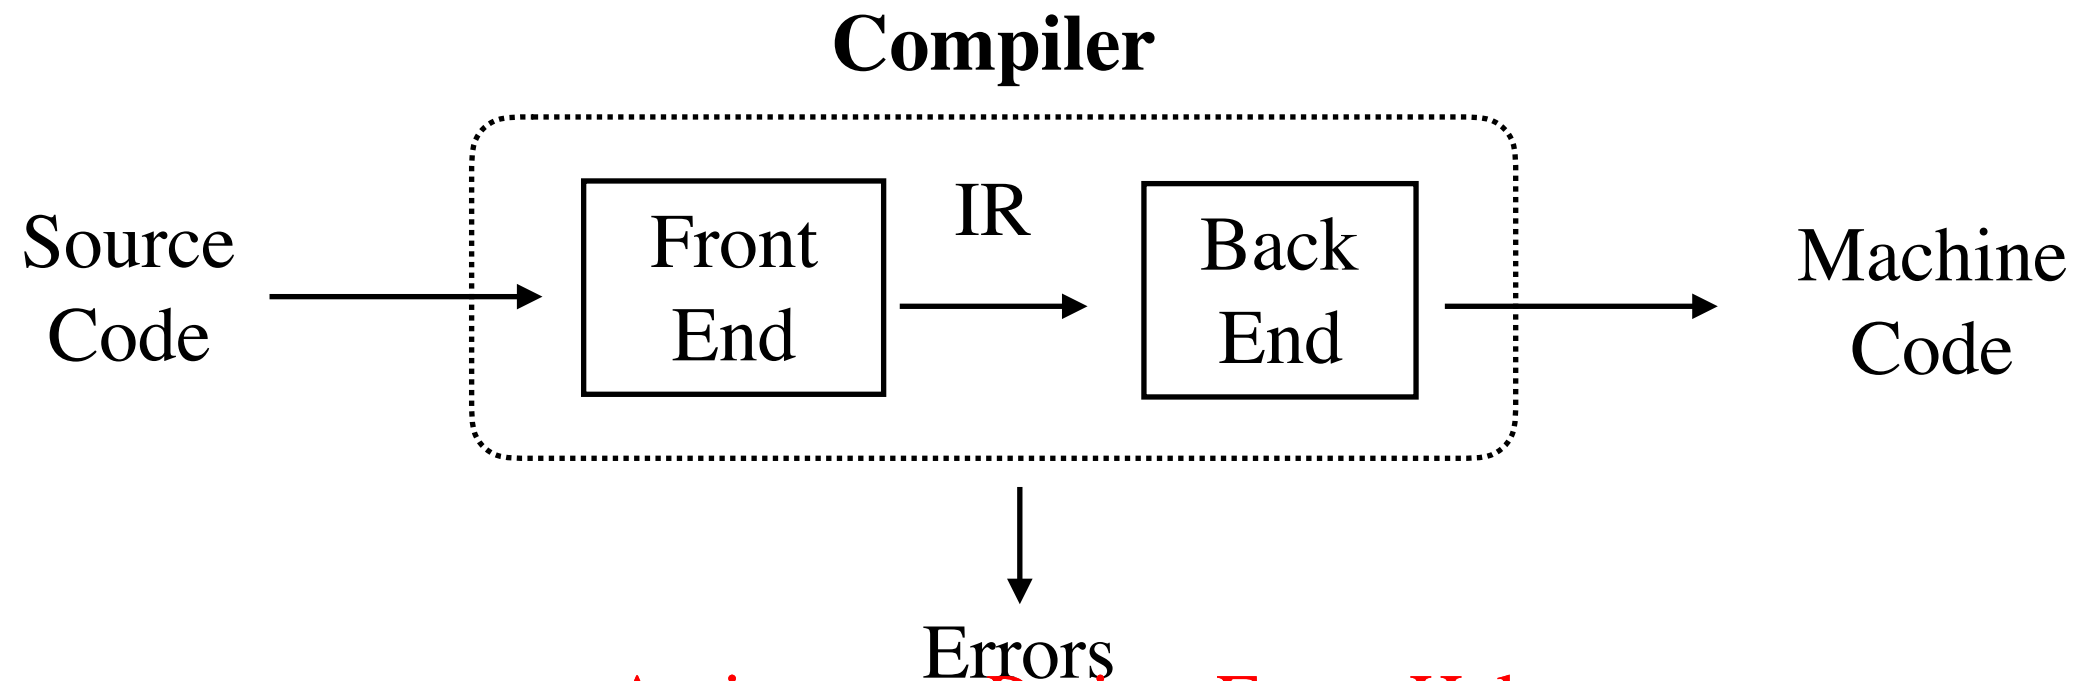 Compiler
Source
Code
Front
End
IR
Back
End
Machine
Code
Errors